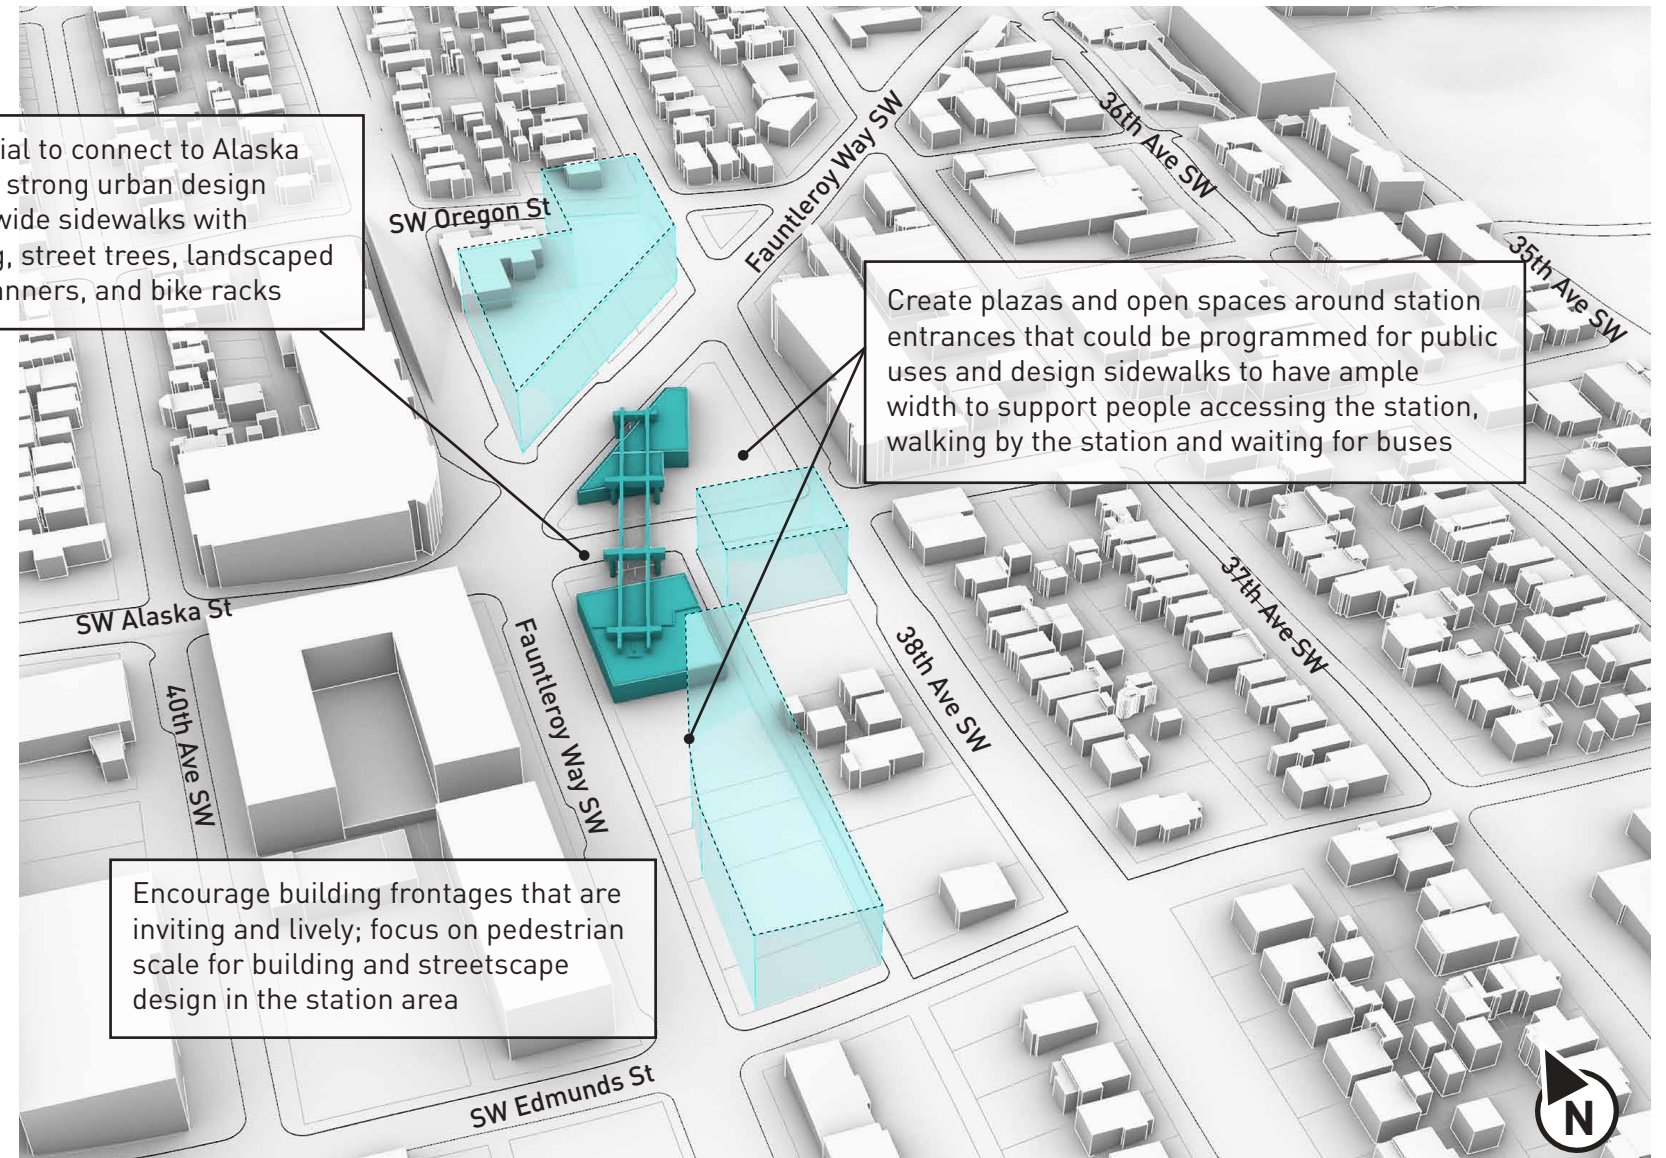 ial to connect to Alaska
strong urban design
wide sidewalks with
, street trees, landscaped
anners, and bike racks
SW Oregon St
Fauntleroy Way SW
36th Ave SW
35th Ave SW
Create plazas and open spaces around station
entrances that could be programmed for public
uses and design sidewalks to have ample
width to support people accessing the station,
walking by the station and waiting for buses
SW Alaska St
40th Ave SW
Fauntleroy Way SW
38th Ave SW
37th Ave SW
Encourage building frontages that are
inviting and lively; focus on pedestrian
scale for building and streetscape
design in the station area
SW Edmunds St
N